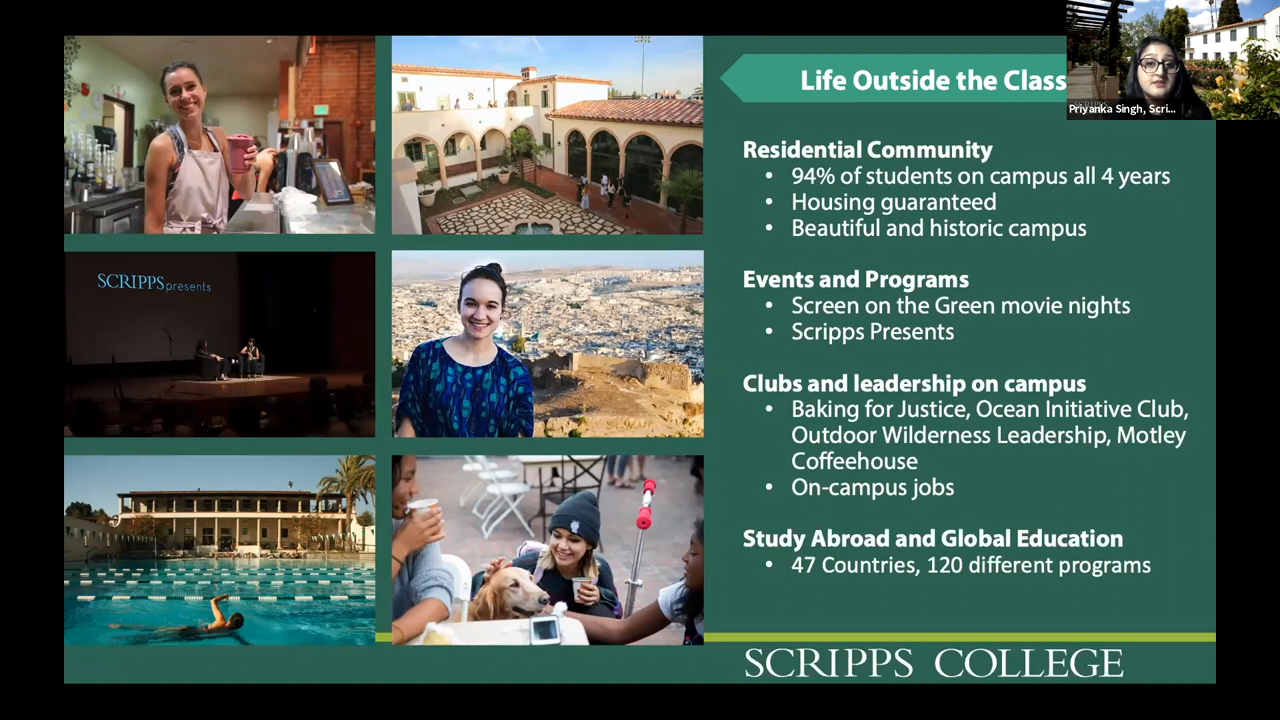 Life Outside the Class
Priyanka Singh, Scri...
Residential Community
• 94% of students on campus all 4 years
• Housing guaranteed
• Beautiful and historic campus
Events and Programs
• Screen on the Green movie nights
• Scripps Presents
Clubs and leadership on campus
• Baking for Justice, Ocean Initiative Club,
Outdoor Wilderness Leadership, Motley
Coffeehouse
• On-campus jobs
Study Abroad and Global Education
• 47 Countries, 120 different programs
SCRIPPS presents
SCRIPPS COLLEGE